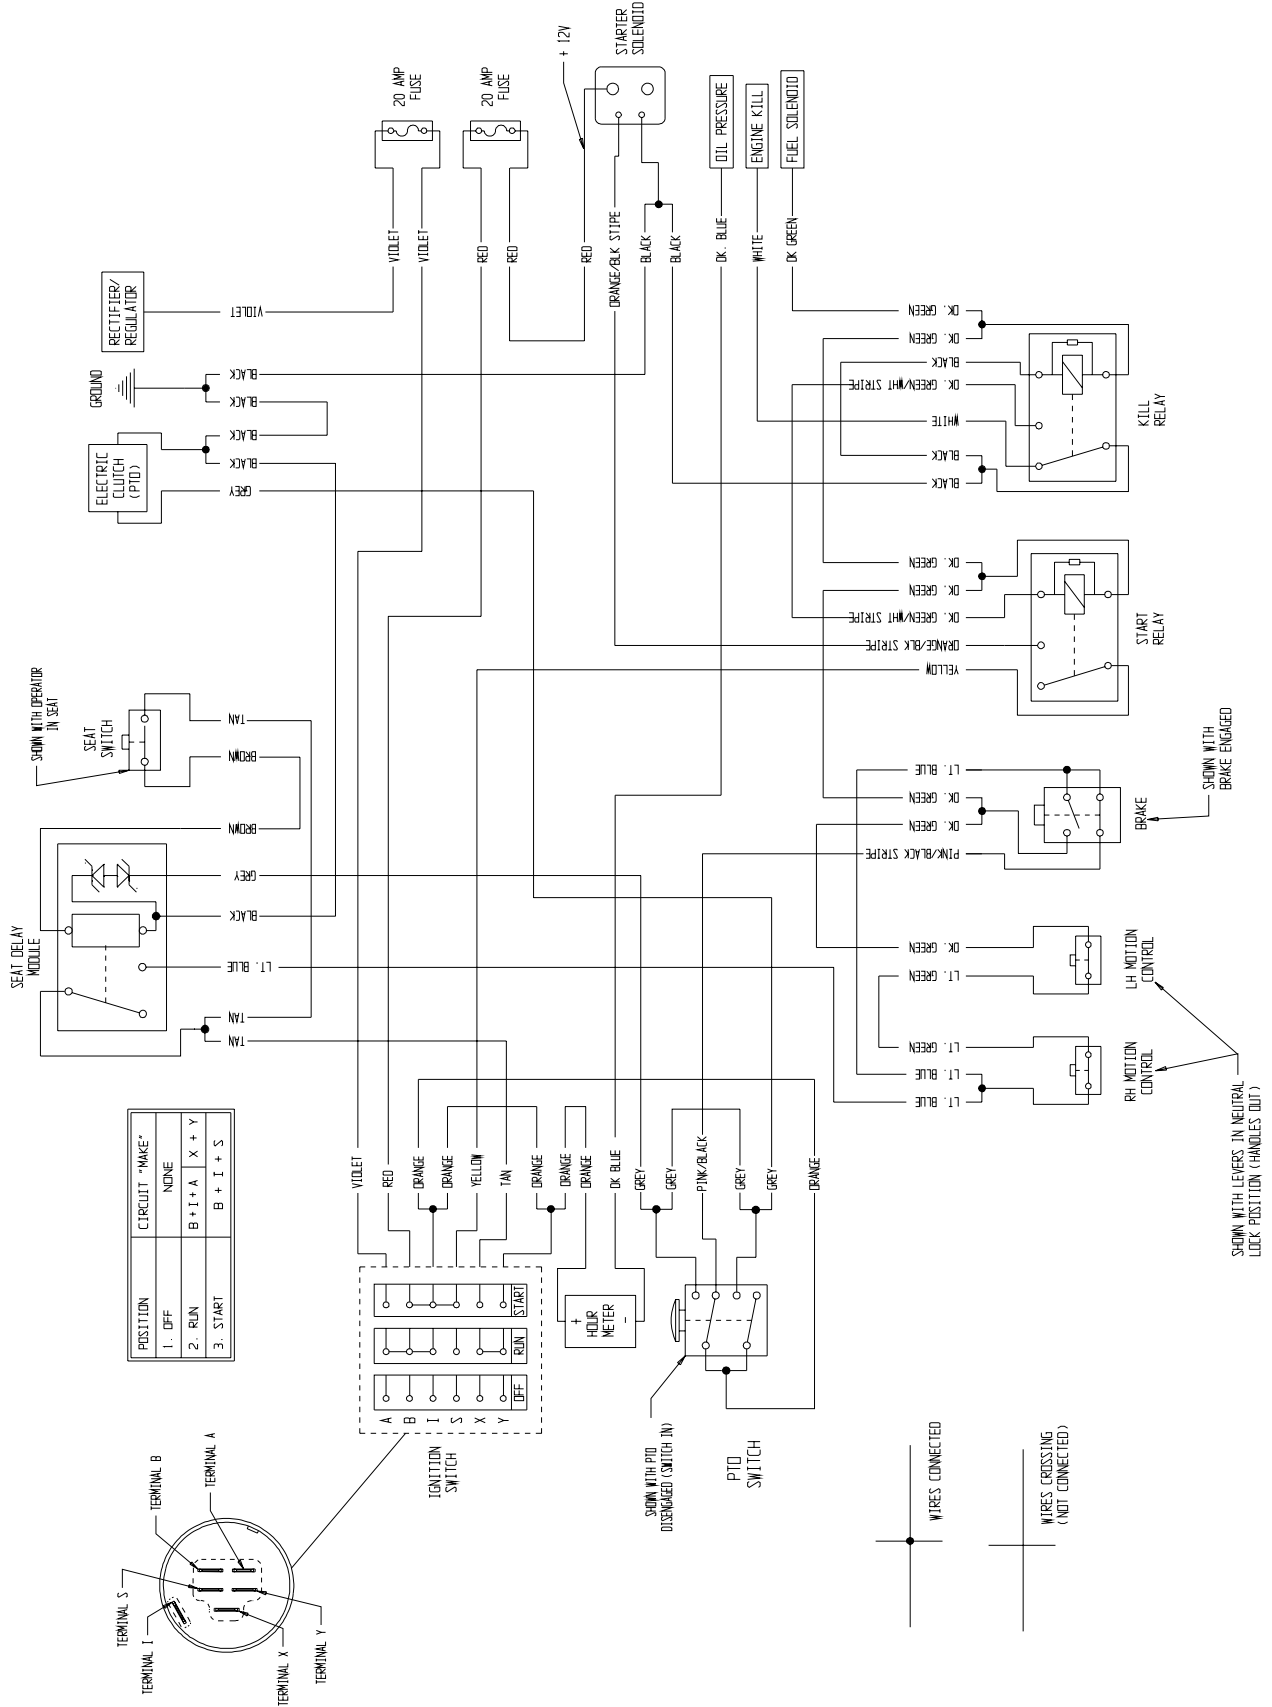 STARTER
SOLENOID
+ 12V
20 AMP
FUSE
20 AMP
FUSE
OIL PRESSURE
ENGINE KILL
FUEL SOLENOID
VIOLET
VIOLET
RED
RED
RED
ORANGE/BLK STIPE
BLACK
BLACK
DK. BLUE
WHITE
DK GREEN
RECTIFIER/
REGULATOR
VIOLET
GROUND
BLACK
BLACK
BLACK
BLACK
GREY
ELECTRIC
CLUTCH
(PTO)
DK. GREEN
DK. GREEN
BLACK
DK. GREEN/WHT STRIPE
WHITE
BLACK
BLACK
KILL
RELAY
DK. GREEN
DK. GREEN
DK. GREEN/WHT STRIPE
ORANGE/BLK STRIPE
YELLOW
START
RELAY
SHOWN WITH OPERATOR
IN SEAT
SEAT
SWITCH
TAN
BROWN
BROWN
GREY
BLACK
LT. BLUE
TAN
TAN
SEAT DELAY
MODULE
LT. BLUE
DK. GREEN
DK. GREEN
PINK/BLACK STRIPE
BRAKE
SHOWN WITH
BRAKE ENGAGED
DK. GREEN
LT. GREEN
LH MOTION
CONTROL
LT. GREEN
LT. BLUE
LT. BLUE
RH MOTION
CONTROL
SHOWN WITH LEVERS IN NEUTRAL
LOCK POSITION (HANDLES OUT)
POSITION
CIRCUIT "MAKE"
1. OFF
NONE
2. RUN
B + I + A
X + Y
3. START
B + I + S
VIOLET
RED
ORANGE
ORANGE
YELLOW
TAN
ORANGE
ORANGE
ORANGE
DK BLUE
GREY
GREY
PINK/BLACK
GREY
GREY
ORANGE
START
RUN
OFF
A
B
I
S
X
Y
IGNITION
SWITCH
+
HOUR
METER
-
SHOWN WITH PTO
DISENGAGED (SWITCH IN)
PTO
SWITCH
TERMINAL B
TERMINAL A
TERMINAL S
TERMINAL I
TERMINAL X
TERMINAL Y
WIRES CONNECTED
WIRES CROSSING
(NOT CONNECTED)